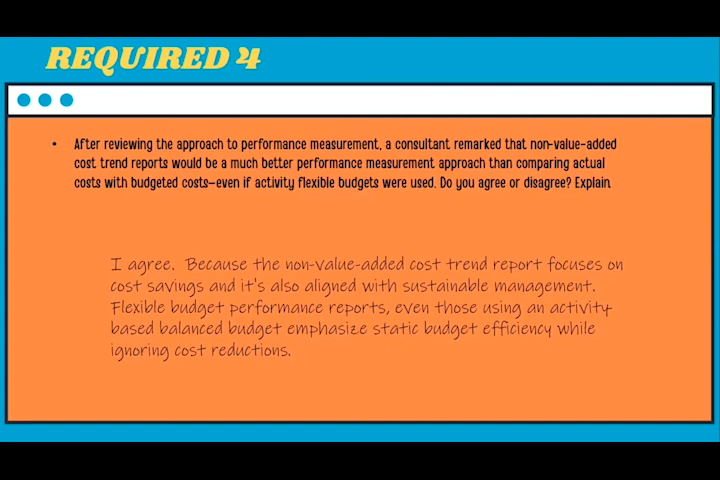 REQUIRED 4
• After reviewing the approach to performance measurement, a consultant remarked that non-value-added
cost trend reports would be a much better performance measurement approach than comparing actual
costs with budgeted costs—even if activity flexible budgets were used. Do you agree or disagree? Explain.
I agree. Because the non-value-added cost trend report focuses on
cost savings and it's also aligned with sustainable management.
Flexible budget performance reports, even those using an activity
based balanced budget emphasize static budget efficiency while
ignoring cost reductions.